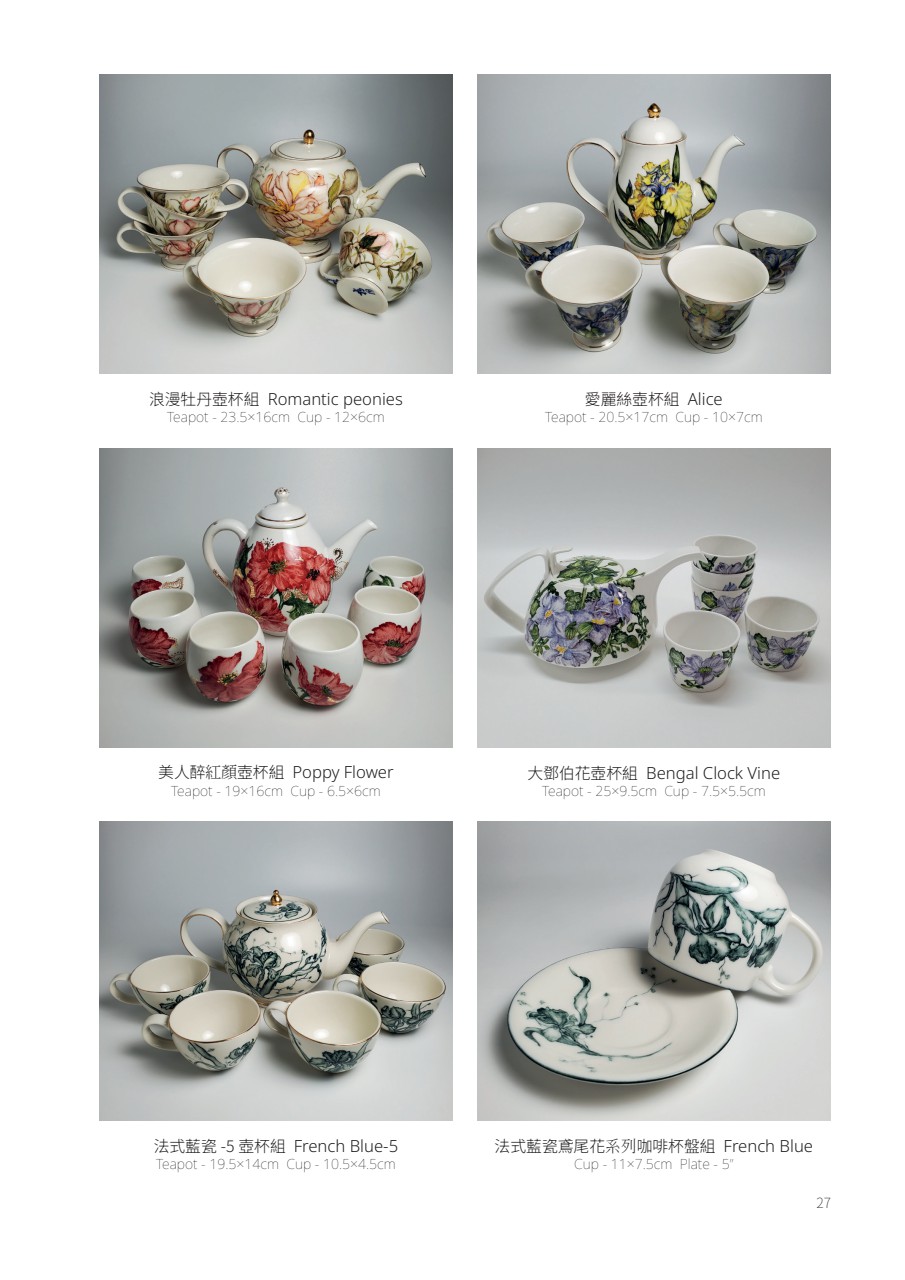 浪漫牡丹壺杯組 Romantic peonies
Teapot - 23.5×16cm Cup - 12×6cm
愛麗絲壺杯組 Alice
Teapot - 20.5×17cm Cup - 10×7cm
美人醉紅顏壺杯組 Poppy Flower
Teapot - 19×16cm Cup - 6.5×6cm
大鄧伯花壺杯組 Bengal Clock Vine
Teapot - 25×9.5cm Cup - 7.5×5.5cm
法式藍瓷 -5 壺杯組 French Blue-5
Teapot - 19.5×14cm Cup - 10.5×4.5cm
法式藍瓷鳶尾花系列咖啡杯盤組 French Blue
Cup - 11×7.5cm Plate - 5"
27